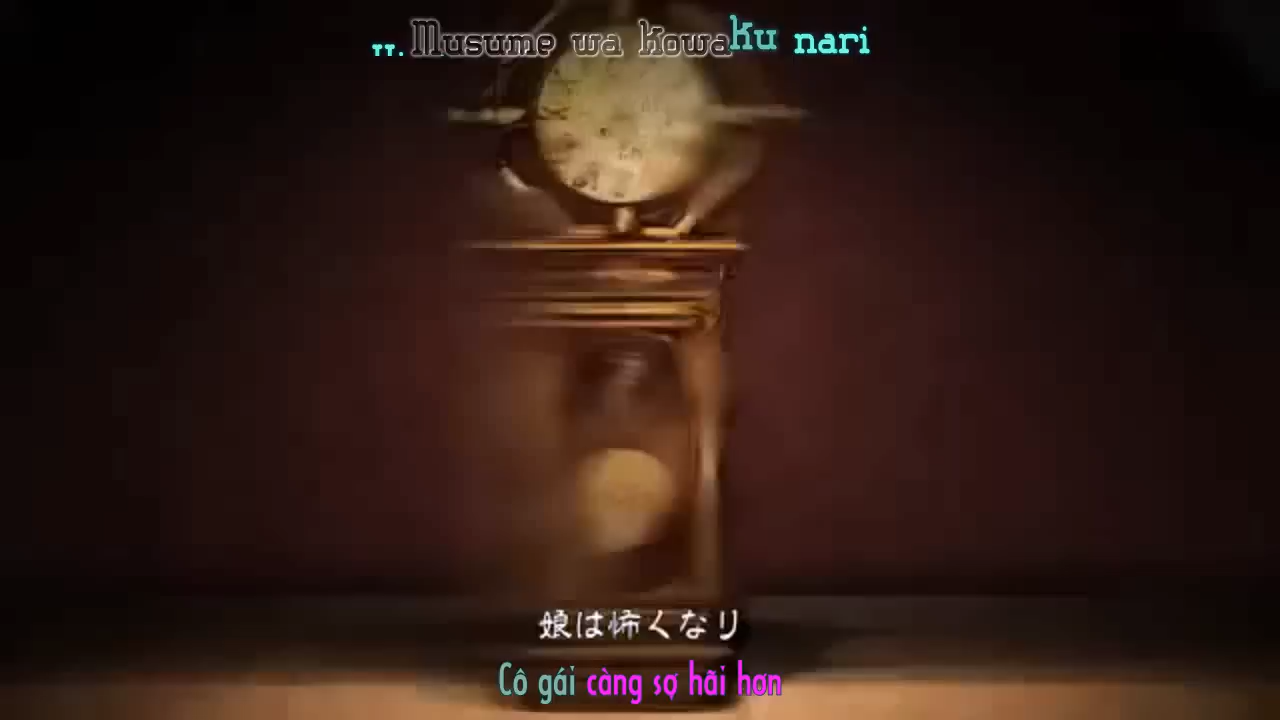 ... Musume wa kowaku nari
娘は怖くなり
Cô gái càng sợ hãi hơn